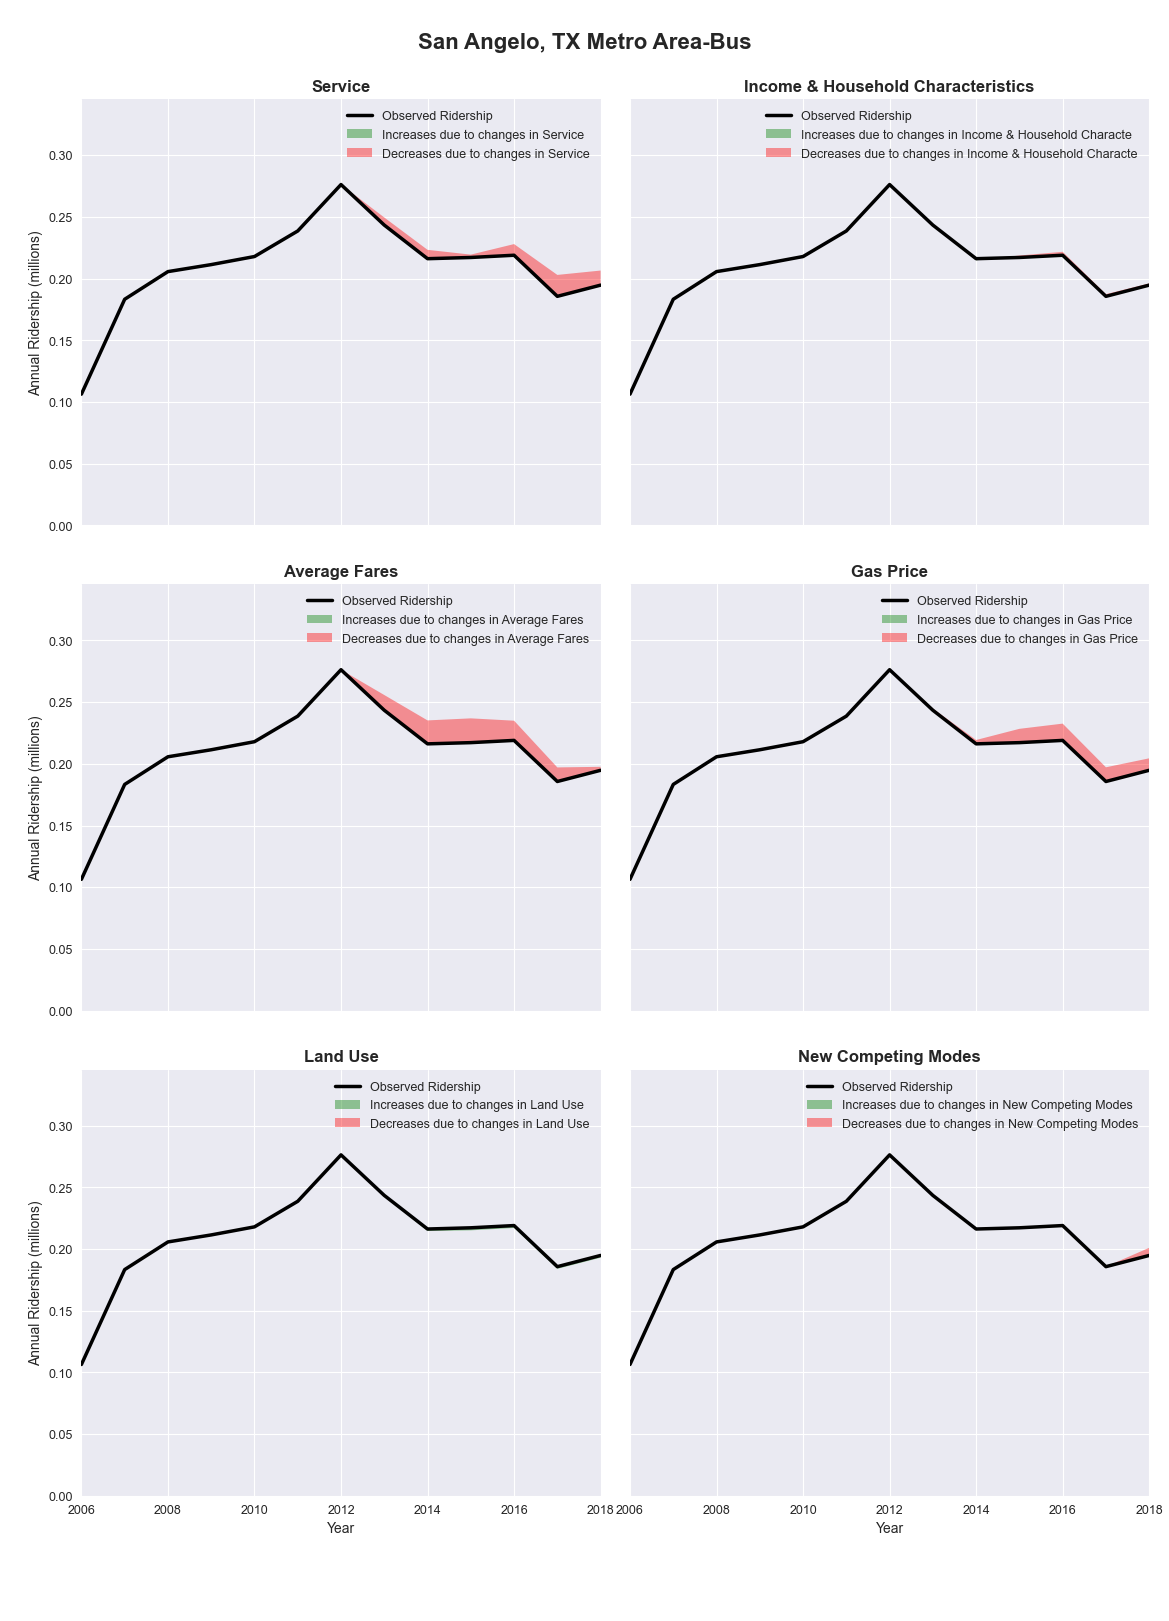 San Angelo, TX Metro Area-Bus
Service
Observed Ridership
Increases due to changes in Service
Decreases due to changes in Service
Annual Ridership (millions)
0.30
0.25
0.20
0.15
0.10
0.05
0.00
Income & Household Characteristics
Observed Ridership
Increases due to changes in Income & Household Characte
Decreases due to changes in Income & Household Characte
Average Fares
Observed Ridership
Increases due to changes in Average Fares
Decreases due to changes in Average Fares
Annual Ridership (millions)
0.30
0.25
0.20
0.15
0.10
0.05
0.00
Gas Price
Observed Ridership
Increases due to changes in Gas Price
Decreases due to changes in Gas Price
Land Use
Observed Ridership
Increases due to changes in Land Use
Decreases due to changes in Land Use
Annual Ridership (millions)
0.30
0.25
0.20
0.15
0.10
0.05
0.00
2006 2008 2010 2012 2014 2016 2018
Year
New Competing Modes
Observed Ridership
Increases due to changes in New Competing Modes
Decreases due to changes in New Competing Modes
2006 2008 2010 2012 2014 2016 2018
Year